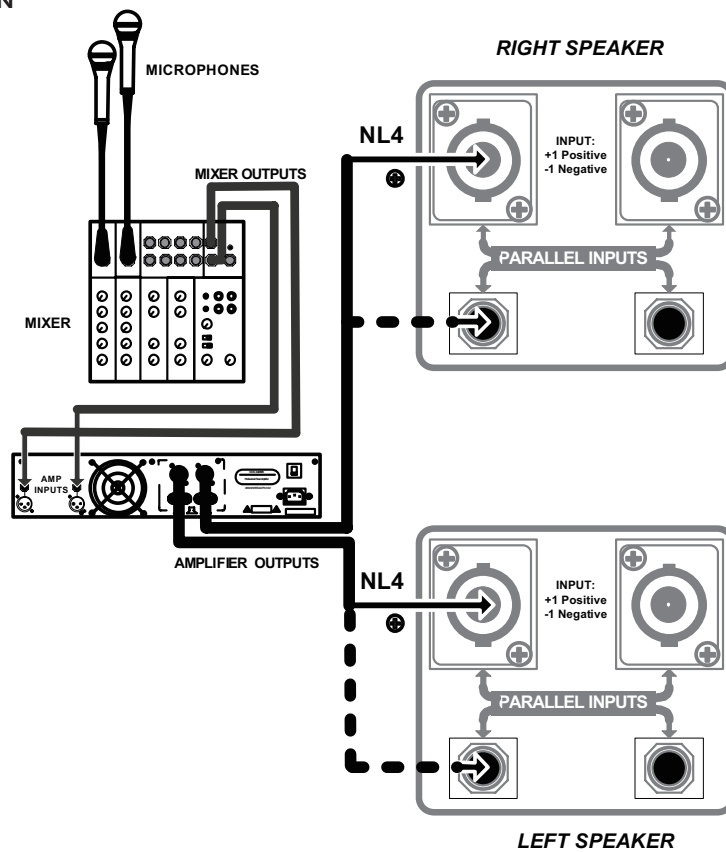 N
RIGHT SPEAKER
MICROPHONES
NL4
INPUT:
+1 Positive
-1 Negative
MIXER OUTPUTS
PARALLEL INPUTS
MIXER
AMP
INPUTS
AMPLIFIER OUTPUTS
NL4
INPUT:
+1 Positive
-1 Negative
PARALLEL INPUTS
LEFT SPEAKER